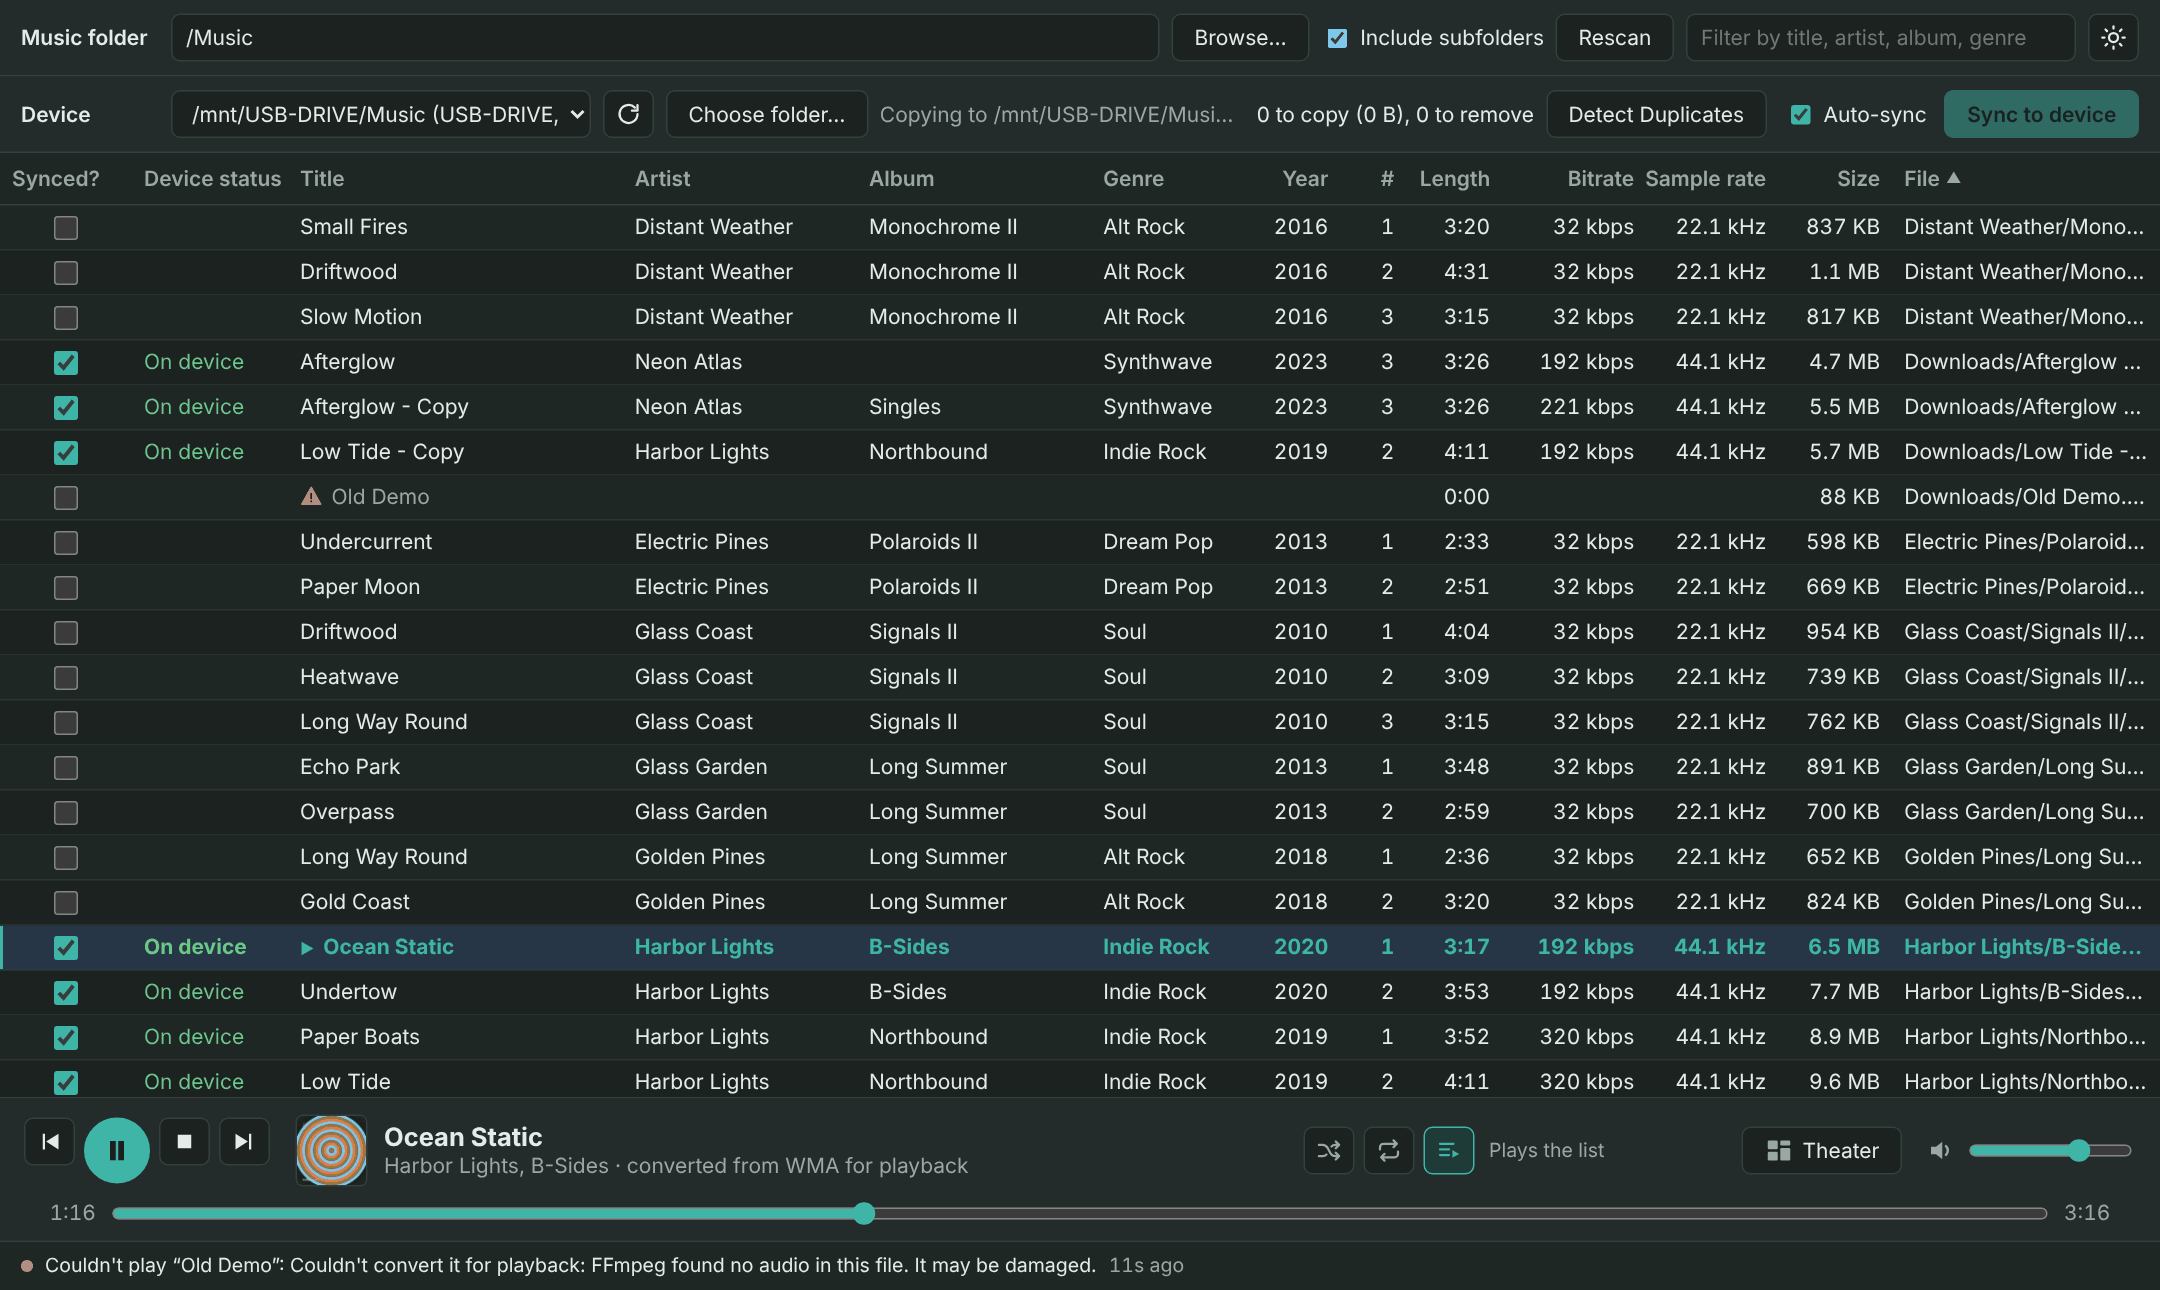 Music folder /Music Browse... Include subfolders Rescan Filter by title, artist, album, genre
Device /mnt/USB-DRIVE/Music (USB-DRIVE, Choose folder... Copying to /mnt/USB-DRIVE/Musi... 0 to copy (0 B), 0 to remove Detect Duplicates Auto-sync Sync to device
Synced? Device status Title Artist Album Genre Year # Length Bitrate Sample rate Size File ▲
Small Fires Distant Weather Monochrome II Alt Rock 2016 1 3:20 32 kbps 22.1 kHz 837 KB Distant Weather/Mono...
Driftwood Distant Weather Monochrome II Alt Rock 2016 2 4:31 32 kbps 22.1 kHz 1.1 MB Distant Weather/Mono...
Slow Motion Distant Weather Monochrome II Alt Rock 2016 3 3:15 32 kbps 22.1 kHz 817 KB Distant Weather/Mono...
On device Afterglow Neon Atlas Synthwave 2023 3 3:26 192 kbps 44.1 kHz 4.7 MB Downloads/Afterglow ...
On device Afterglow - Copy Neon Atlas Singles Synthwave 2023 3 3:26 221 kbps 44.1 kHz 5.5 MB Downloads/Afterglow ...
On device Low Tide - Copy Harbor Lights Northbound Indie Rock 2019 2 4:11 192 kbps 44.1 kHz 5.7 MB Downloads/Low Tide -...
Old Demo 0:00 88 KB Downloads/Old Demo....
Undercurrent Electric Pines Polaroids II Dream Pop 2013 1 2:33 32 kbps 22.1 kHz 598 KB Electric Pines/Polaroid...
Paper Moon Electric Pines Polaroids II Dream Pop 2013 2 2:51 32 kbps 22.1 kHz 669 KB Electric Pines/Polaroid...
Driftwood Glass Coast Signals II Soul 2010 1 4:04 32 kbps 22.1 kHz 954 KB Glass Coast/Signals II/...
Heatwave Glass Coast Signals II Soul 2010 2 3:09 32 kbps 22.1 kHz 739 KB Glass Coast/Signals II/...
Long Way Round Glass Coast Signals II Soul 2010 3 3:15 32 kbps 22.1 kHz 762 KB Glass Coast/Signals II/...
Echo Park Glass Garden Long Summer Soul 2013 1 3:48 32 kbps 22.1 kHz 891 KB Glass Garden/Long Su...
Overpass Glass Garden Long Summer Soul 2013 2 2:59 32 kbps 22.1 kHz 700 KB Glass Garden/Long Su...
Long Way Round Golden Pines Long Summer Alt Rock 2018 1 2:36 32 kbps 22.1 kHz 652 KB Golden Pines/Long Su...
Gold Coast Golden Pines Long Summer Alt Rock 2018 2 3:20 32 kbps 22.1 kHz 824 KB Golden Pines/Long Su...
On device ▶ Ocean Static Harbor Lights B-Sides Indie Rock 2020 1 3:17 192 kbps 44.1 kHz 6.5 MB Harbor Lights/B-Side...
On device Undertow Harbor Lights B-Sides Indie Rock 2020 2 3:53 192 kbps 44.1 kHz 7.7 MB Harbor Lights/B-Sides...
On device Paper Boats Harbor Lights Northbound Indie Rock 2019 1 3:52 320 kbps 44.1 kHz 8.9 MB Harbor Lights/Northbo...
On device Low Tide Harbor Lights Northbound Indie Rock 2019 2 4:11 320 kbps 44.1 kHz 9.6 MB Harbor Lights/Northbo...
Ocean Static
Harbor Lights, B-Sides · converted from WMA for playback
Plays the list Theater
1:16 3:16
Couldn't play “Old Demo”: Couldn't convert it for playback: FFmpeg found no audio in this file. It may be damaged. 11s ago